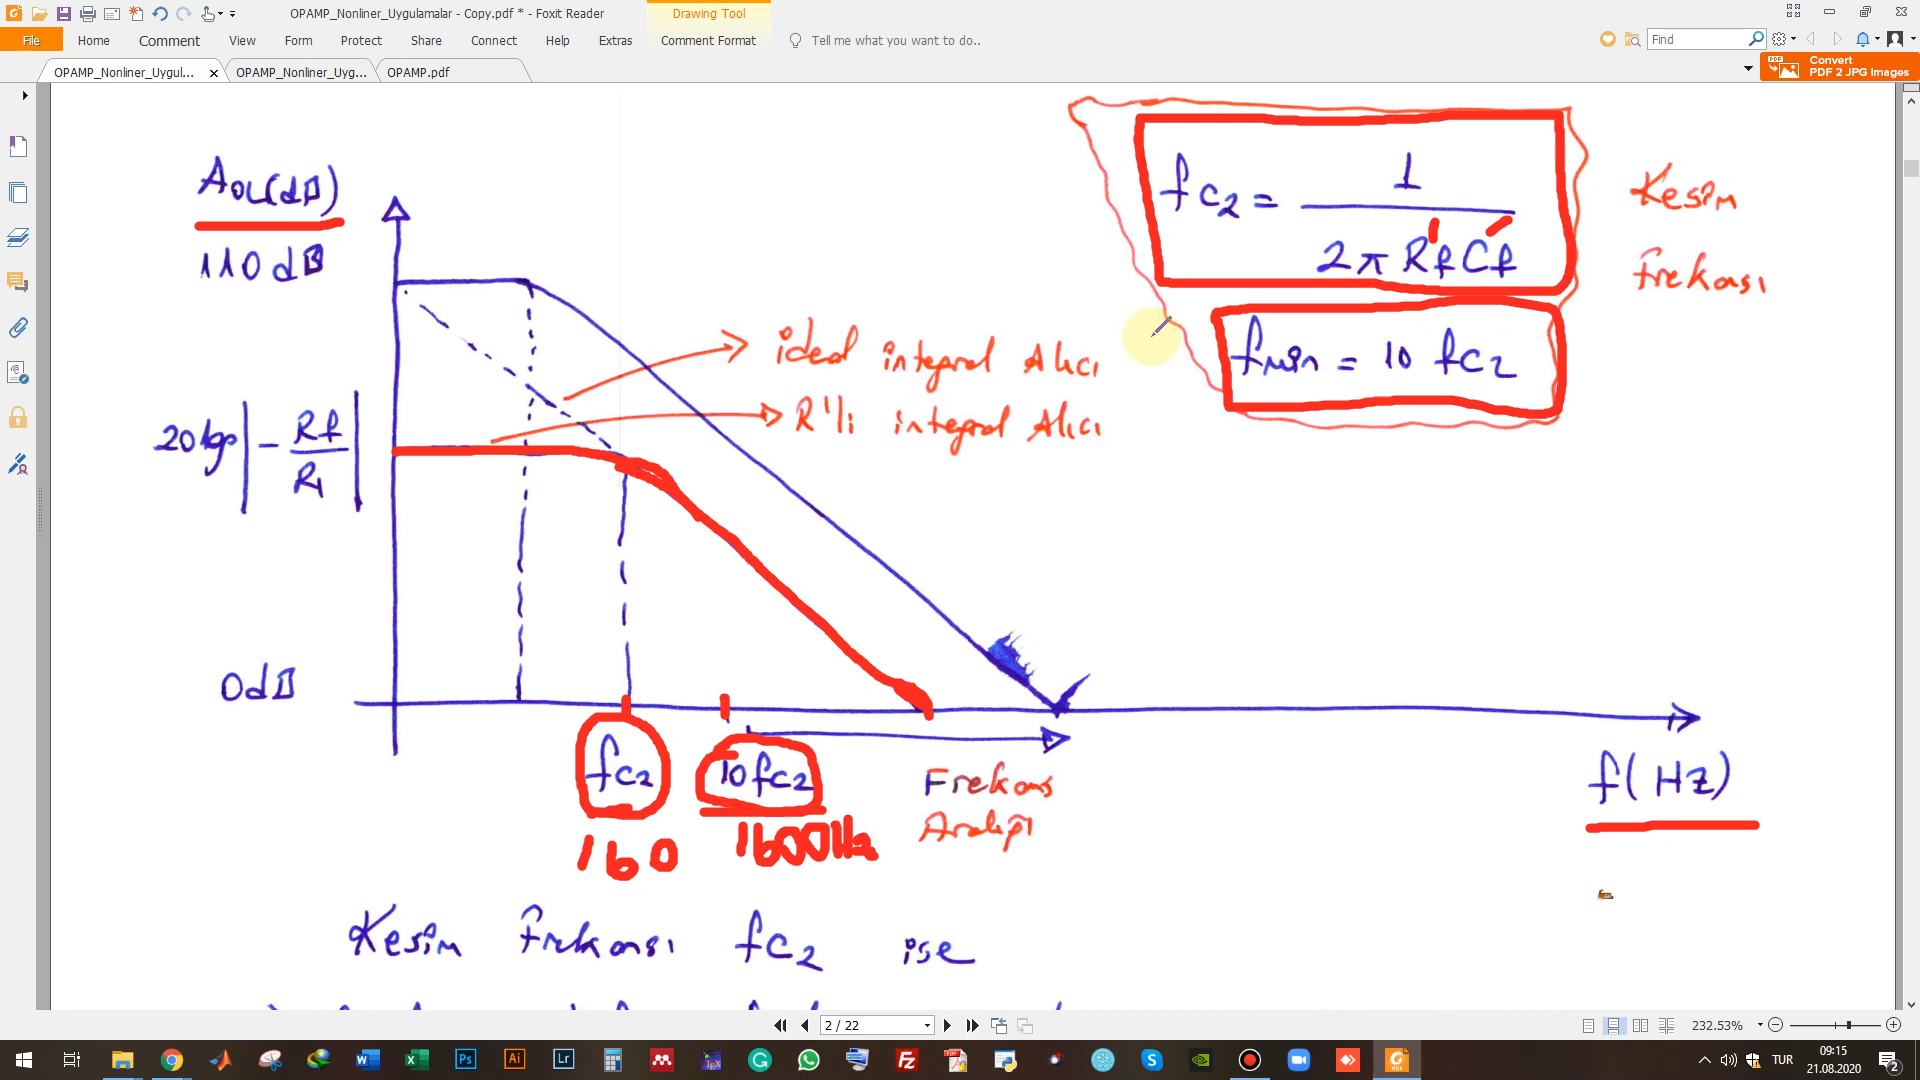 OPAMP_Nonliner_Uygulamalar - Copy.pdf * - Foxit Reader
Drawing Tool
File
Home
Comment
View
Form
Protect
Share
Connect
Help
Extras
Comment Format
Tell me what you want to do..
Find
OPAMP_Nonliner_Uygul...
OPAMP_Nonliner_Uyg...
OPAMP.pdf
Convert
PDF 2 JPG Images
AOL(dB)
110 dB
20log |- Rf / R1|
0dB
ideal integral Alıcı
R'li integral Alıcı
fc2 = 1 / 2π Rf Cf
fmin = 10 fc2
Kesim
Frekansı
fc2
10fc2
160
1600Hz
Frekans
Aralığı
f(Hz)
Kesim Frekansı fc2 ise
2 / 22
232.53%
TUR
09:15
21.08.2020
2